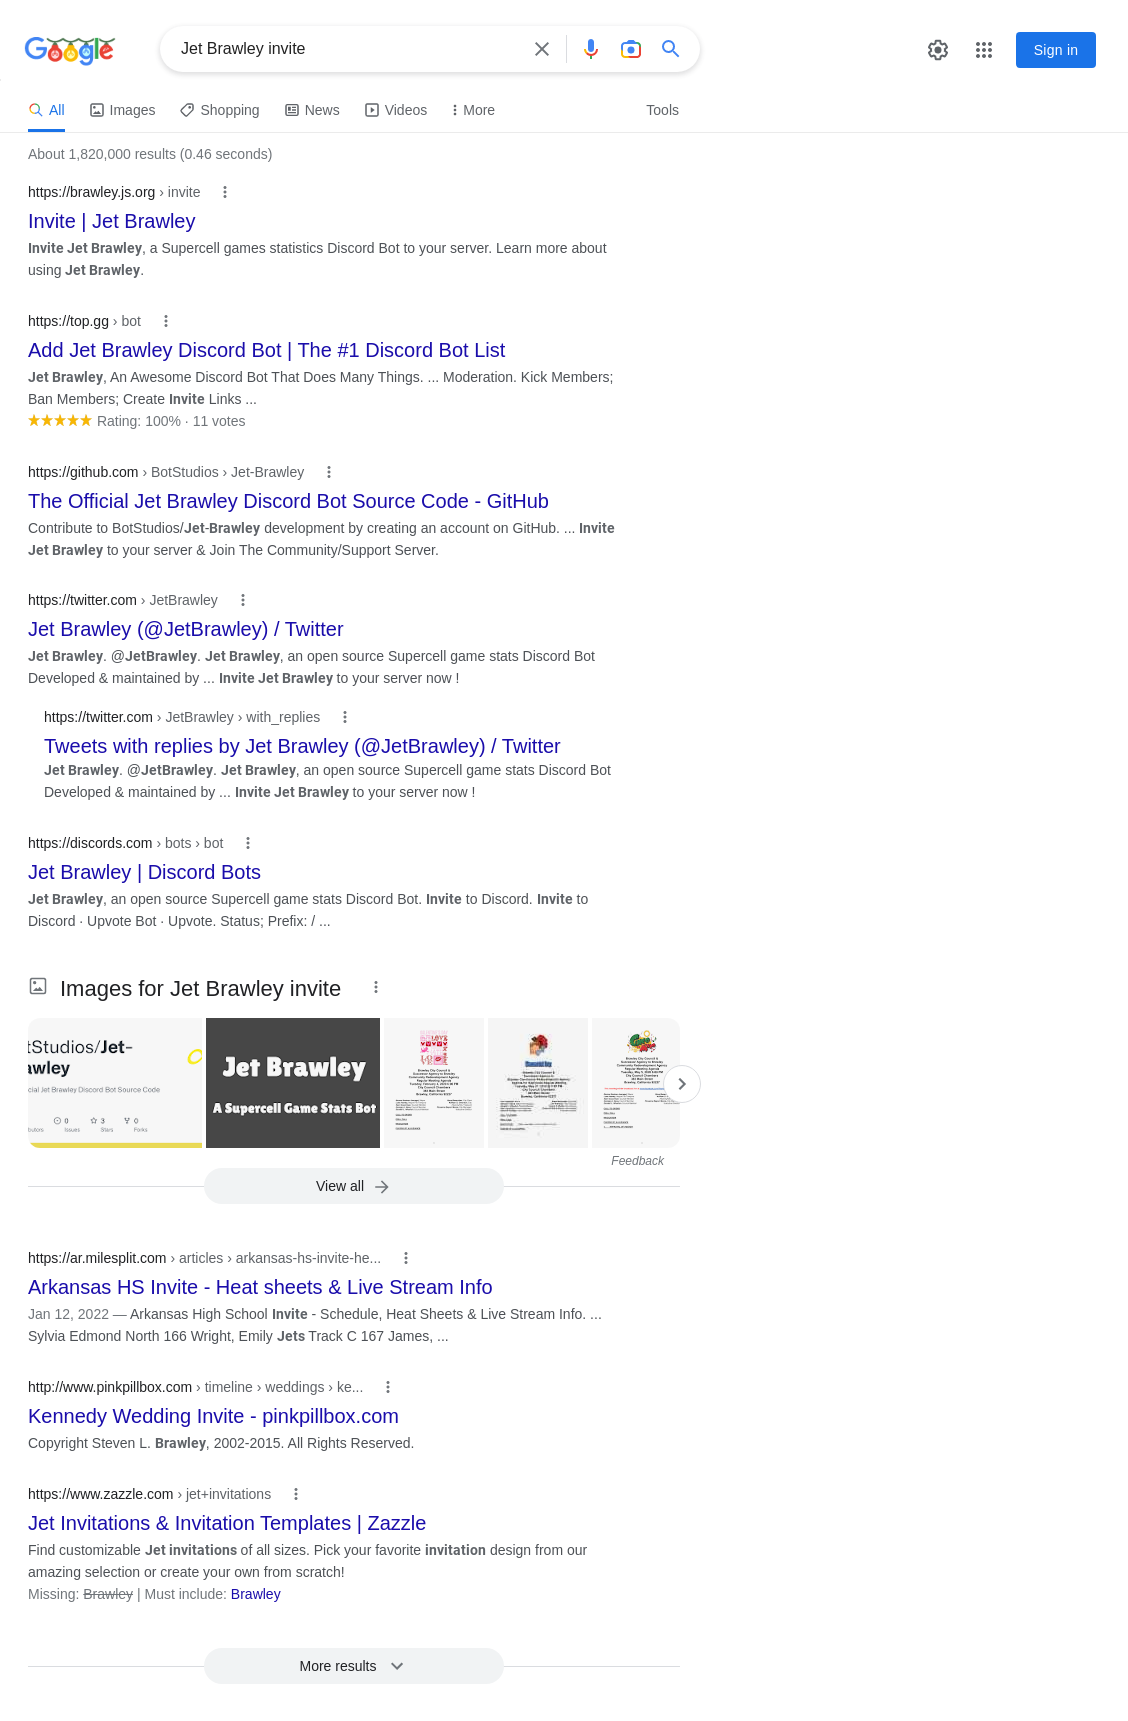 Google
Jet Brawley invite
Sign in
All
Images
Shopping
News
Videos
More
Tools
About 1,820,000 results (0.46 seconds)
https://brawley.js.org › invite
Invite | Jet Brawley
Invite Jet Brawley, a Supercell games statistics Discord Bot to your server. Learn more about
using Jet Brawley.
https://top.gg › bot
Add Jet Brawley Discord Bot | The #1 Discord Bot List
Jet Brawley, An Awesome Discord Bot That Does Many Things. ... Moderation. Kick Members;
Ban Members; Create Invite Links ...
Rating: 100% · 11 votes
https://github.com › BotStudios › Jet-Brawley
The Official Jet Brawley Discord Bot Source Code - GitHub
Contribute to BotStudios/Jet-Brawley development by creating an account on GitHub. ... Invite
Jet Brawley to your server & Join The Community/Support Server.
https://twitter.com › JetBrawley
Jet Brawley (@JetBrawley) / Twitter
Jet Brawley. @JetBrawley. Jet Brawley, an open source Supercell game stats Discord Bot
Developed & maintained by ... Invite Jet Brawley to your server now !
https://twitter.com › JetBrawley › with_replies
Tweets with replies by Jet Brawley (@JetBrawley) / Twitter
Jet Brawley. @JetBrawley. Jet Brawley, an open source Supercell game stats Discord Bot
Developed & maintained by ... Invite Jet Brawley to your server now !
https://discords.com › bots › bot
Jet Brawley | Discord Bots
Jet Brawley, an open source Supercell game stats Discord Bot. Invite to Discord. Invite to
Discord · Upvote Bot · Upvote. Status; Prefix: / ...
Images for Jet Brawley invite
tStudios/Jet-
awley
cial Jet Brawley Discord Bot Source Code
0 3 0
Issues Stars Forks
Jet Brawley
A Supercell Game Stats Bot
Feedback
View all
https://ar.milesplit.com › articles › arkansas-hs-invite-he...
Arkansas HS Invite - Heat sheets & Live Stream Info
Jan 12, 2022 — Arkansas High School Invite - Schedule, Heat Sheets & Live Stream Info. ...
Sylvia Edmond North 166 Wright, Emily Jets Track C 167 James, ...
http://www.pinkpillbox.com › timeline › weddings › ke...
Kennedy Wedding Invite - pinkpillbox.com
Copyright Steven L. Brawley, 2002-2015. All Rights Reserved.
https://www.zazzle.com › jet+invitations
Jet Invitations & Invitation Templates | Zazzle
Find customizable Jet invitations of all sizes. Pick your favorite invitation design from our
amazing selection or create your own from scratch!
Missing: Brawley | Must include: Brawley
More results